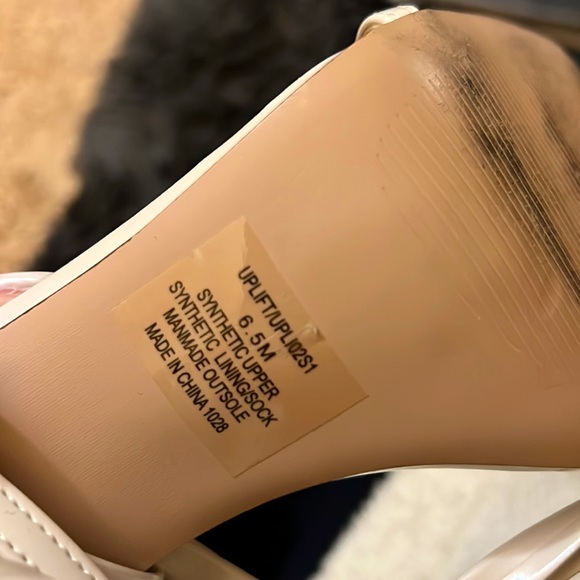 UPLIFT/UPLI02S1
6.5M
SYNTHETIC UPPER
SYNTHETIC LINING/SOCK
MANMADE OUTSOLE
MADE IN CHINA 1028